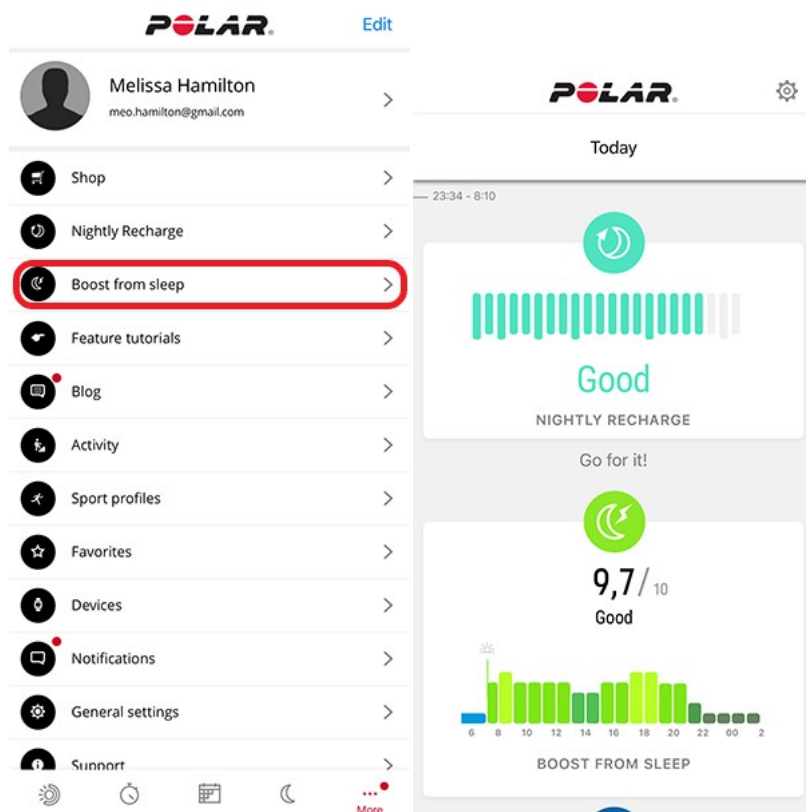 POLAR.
Edit
Melissa Hamilton
meo.hamilton@gmail.com
Shop
Nightly Recharge
Boost from sleep
Feature tutorials
Blog
Activity
Sport profiles
Favorites
Devices
Notifications
General settings
Support
More
POLAR.
Today
23:34 - 8:10
Good
NIGHTLY RECHARGE
Go for it!
9,7/ 10
Good
6 8 10 12 14 16 18 20 22 00 2
BOOST FROM SLEEP